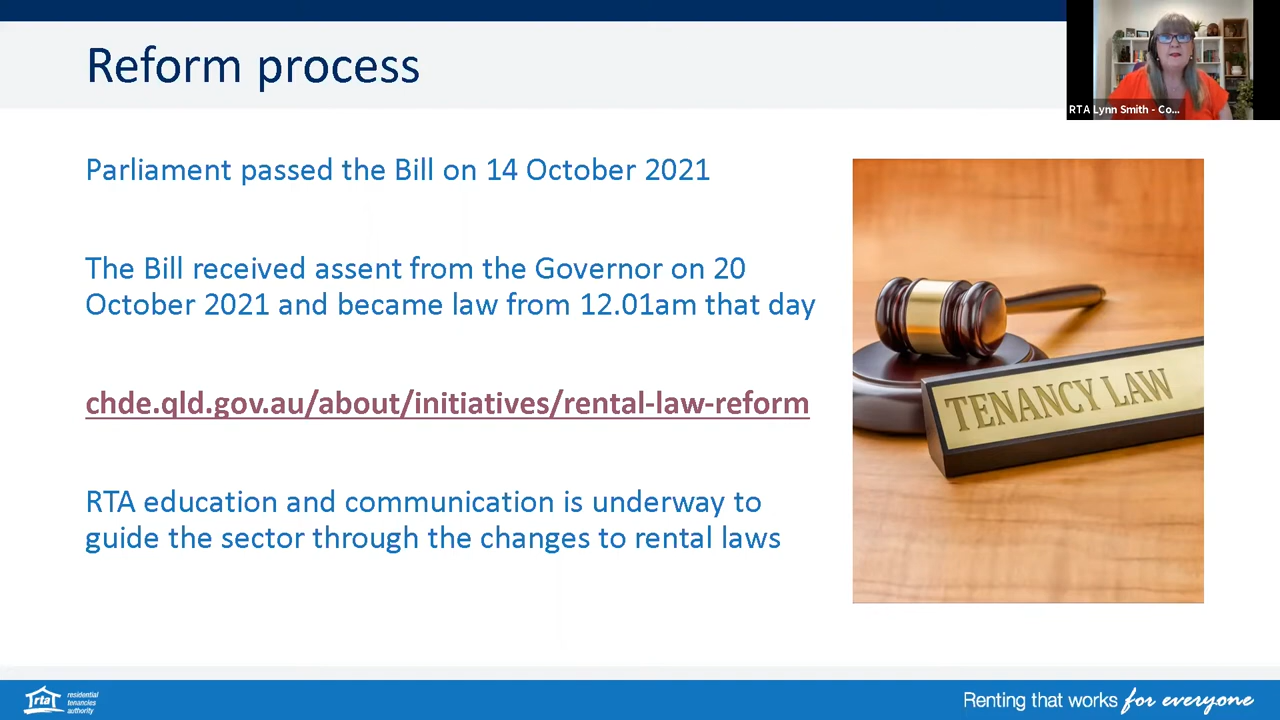 Reform process
RTA Lynn Smith - Co...
Parliament passed the Bill on 14 October 2021
The Bill received assent from the Governor on 20
October 2021 and became law from 12.01am that day
chde.qld.gov.au/about/initiatives/rental-law-reform
RTA education and communication is underway to
guide the sector through the changes to rental laws
TENANCY LAW
rta
residential
tenancies
authority
Renting that works for everyone